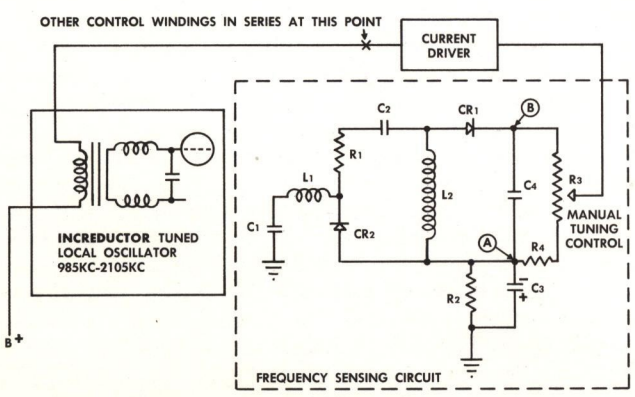 OTHER CONTROL WINDINGS IN SERIES AT THIS POINT
CURRENT
DRIVER
C2
CR1
B
R1
L1
L2
C4
R3
C1
CR2
MANUAL
TUNING
CONTROL
A
R4
R2
C3
INCREDUCTOR TUNED
LOCAL OSCILLATOR
985KC-2105KC
B+
FREQUENCY SENSING CIRCUIT